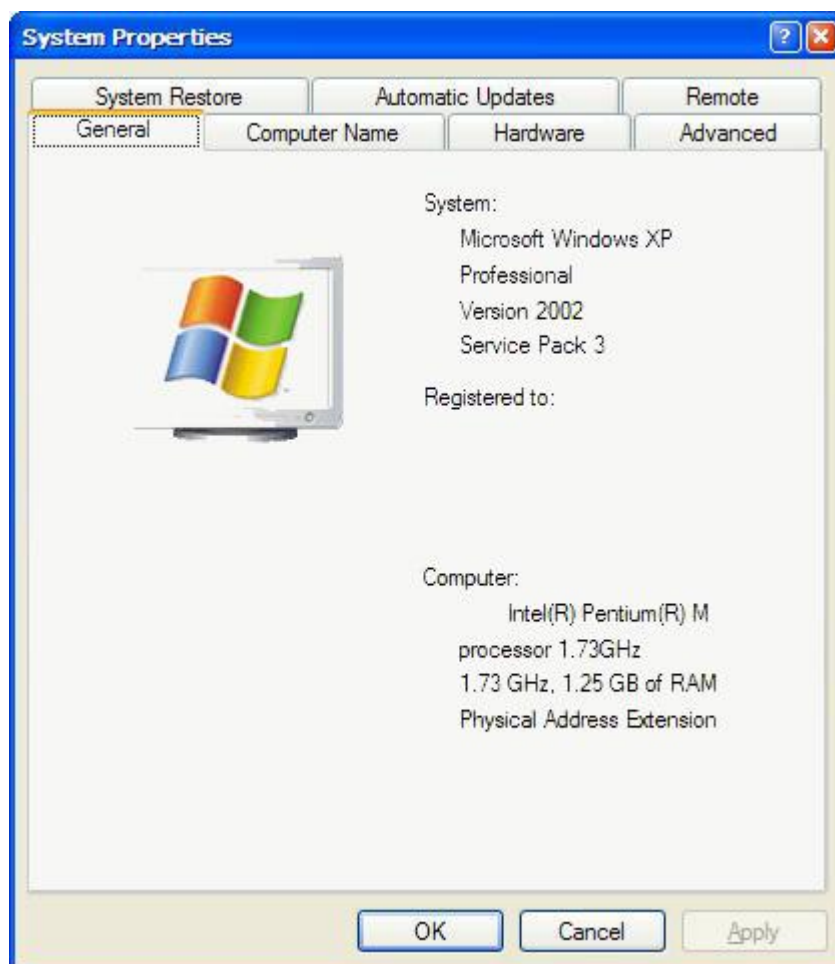 System Properties
System Restore
Automatic Updates
Remote
General
Computer Name
Hardware
Advanced
System:
Microsoft Windows XP
Professional
Version 2002
Service Pack 3
Registered to:
Computer:
Intel(R) Pentium(R) M
processor 1.73GHz
1.73 GHz, 1.25 GB of RAM
Physical Address Extension
OK
Cancel
Apply